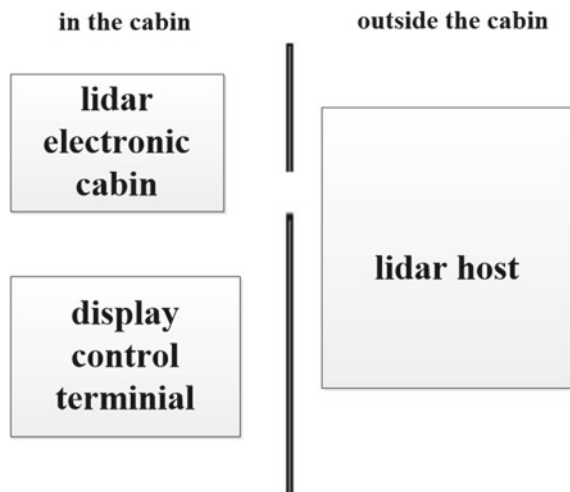 in the cabin
outside the cabin
lidar
electronic
cabin
lidar host
display
control
terminial